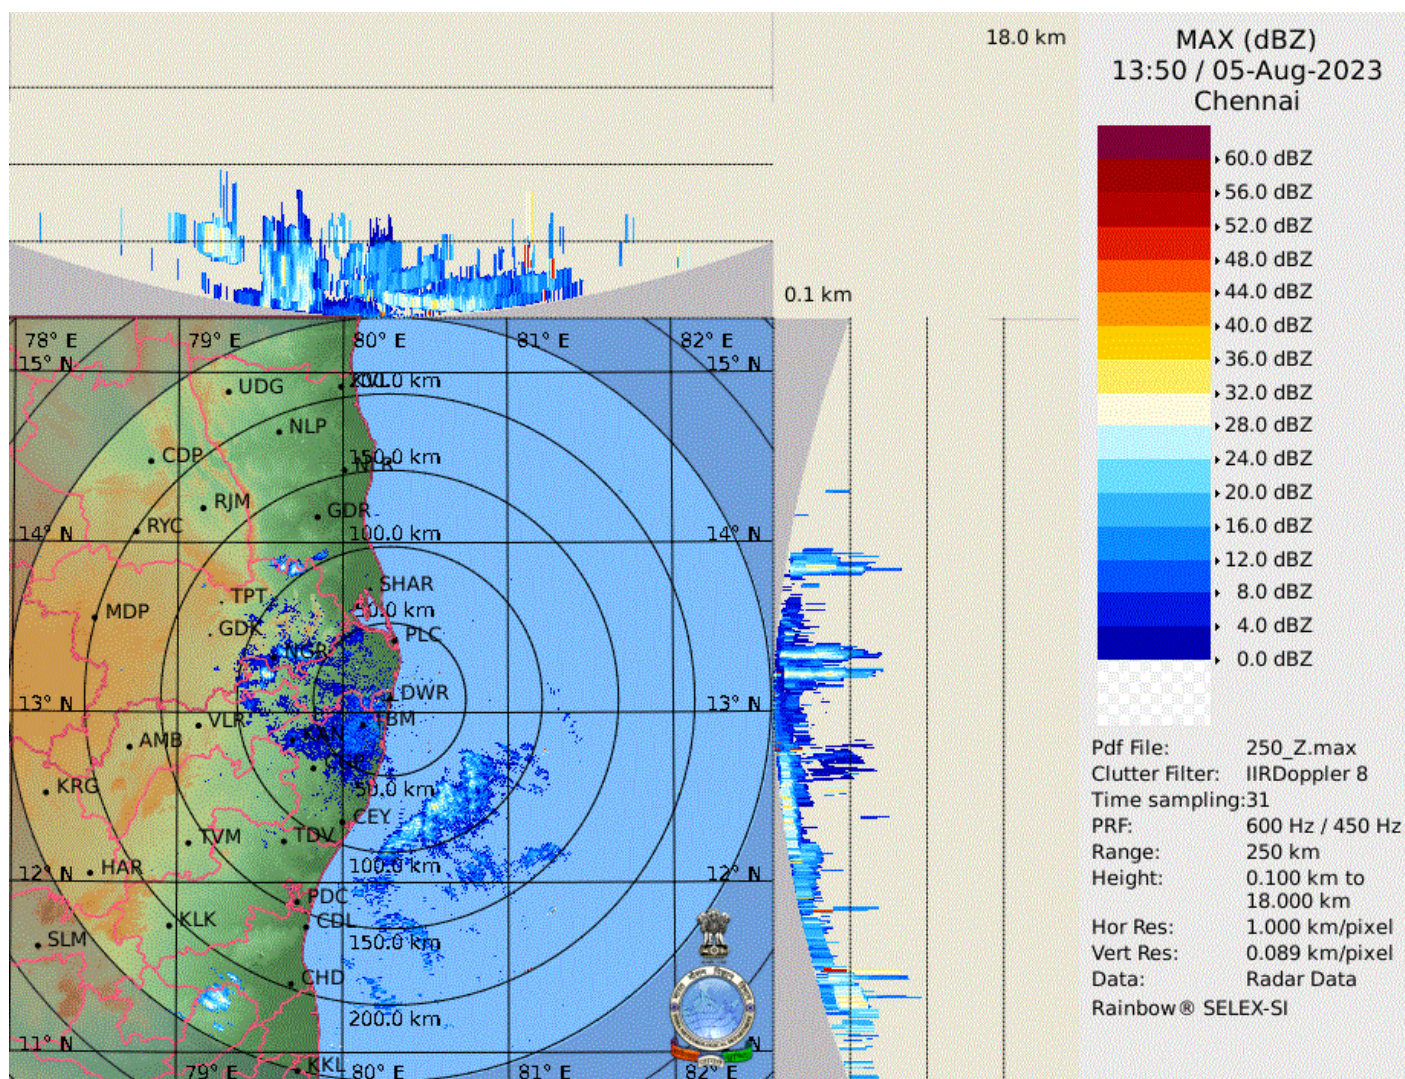 18.0 km
MAX (dBZ)
13:50 / 05-Aug-2023
Chennai
60.0 dBZ
56.0 dBZ
52.0 dBZ
48.0 dBZ
44.0 dBZ
40.0 dBZ
36.0 dBZ
32.0 dBZ
28.0 dBZ
24.0 dBZ
20.0 dBZ
16.0 dBZ
12.0 dBZ
8.0 dBZ
4.0 dBZ
0.0 dBZ
Pdf File: 250_Z.max
Clutter Filter: IIRDoppler 8
Time sampling:31
PRF: 600 Hz / 450 Hz
Range: 250 km
Height: 0.100 km to
18.000 km
Hor Res: 1.000 km/pixel
Vert Res: 0.089 km/pixel
Data: Radar Data
Rainbow® SELEX-SI
0.1 km
78° E 79° E 80° E 81° E 82° E
15° N 15° N
UDG 200.0 km
NLP
CDP 150.0 km
RJM GDR
RYC
14° N 100.0 km 14° N
SHAR
TPT
MDP 50.0 km
GDK PLC
NGR
DWR
13° N 13° N
VLR TBM
AMB KAN
CGP
KRG 50.0 km
CEY
TVM TDV
HAR 100.0 km
12° N 12° N
PDC
KLK CDL
SLM 150.0 km
CHD
200.0 km
11° N N
KKL
79° E 80° E 81° E 82° E